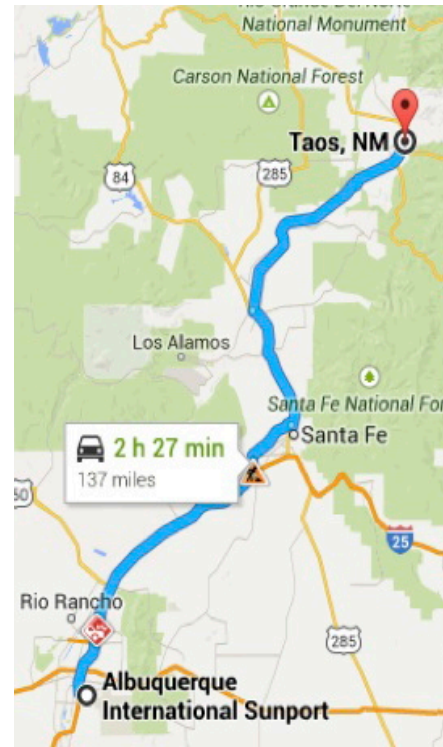 National Monument
Carson National Forest
Taos, NM
285
84
Los Alamos
Santa Fe National For
Santa Fe
2 h 27 min
137 miles
50
25
Rio Rancho
285
Albuquerque
International Sunport